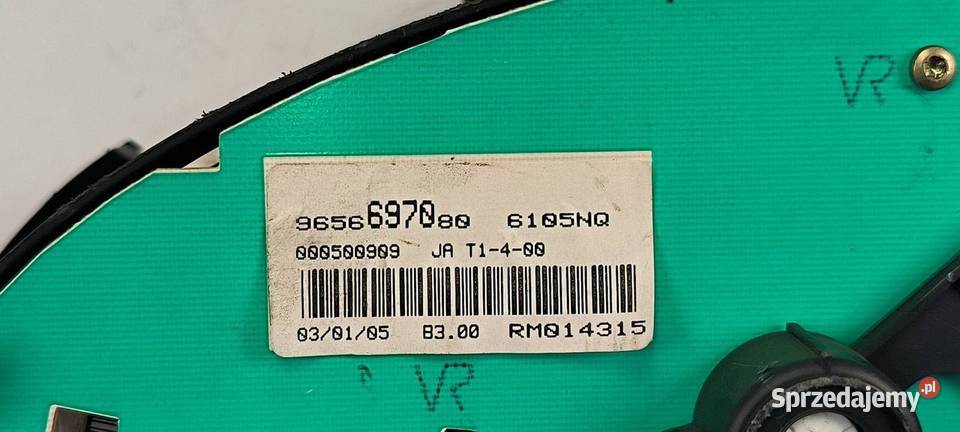 VR
9656697080 6105NQ
000500909 JA T1-4-00
03/01/05 B3.00 RM014315
VR
Sprzedajemy.pl